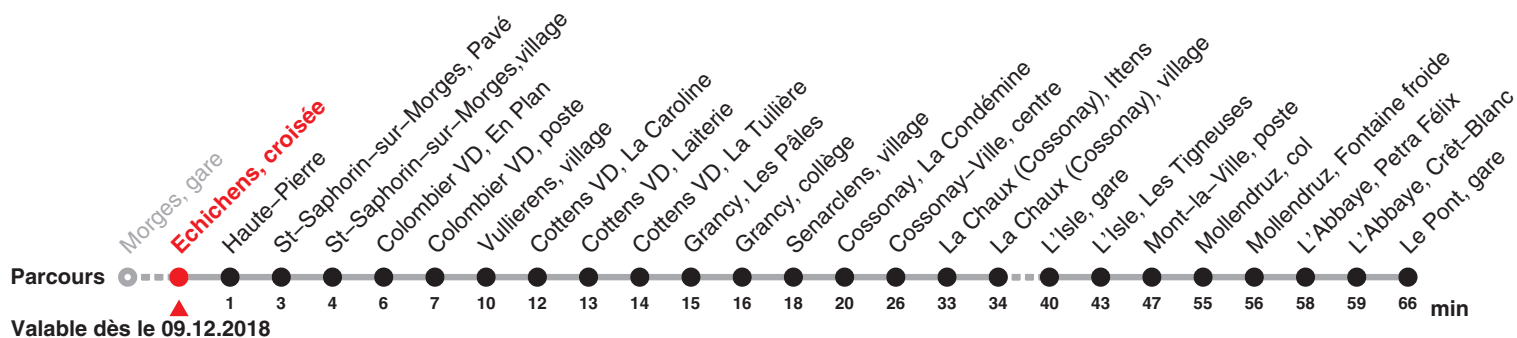 Morges, gare
Echichens, croisée
Haute–Pierre
St–Saphorin–sur–Morges, Pavé
St–Saphorin–sur–Morges,village
Colombier VD, En Plan
Colombier VD, poste
Vullierens, village
Cottens VD, La Caroline
Cottens VD, Laiterie
Cottens VD, La Tuilière
Grancy, Les Pâles
Grancy, collège
Senarclens, village
Cossonay, La Condémine
Cossonay–Ville, centre
La Chaux (Cossonay), Ittens
La Chaux (Cossonay), village
L'Isle, gare
L'Isle, Les Tigneuses
Mont–la–Ville, poste
Mollendruz, col
Mollendruz, Fontaine froide
L'Abbaye, Petra Félix
L'Abbaye, Crêt–Blanc
Le Pont, gare
Parcours
1 3 4 6 7 10 12 13 14 15 16 18 20 26 33 34 40 43 47 55 56 58 59 66 min
Valable dès le 09.12.2018